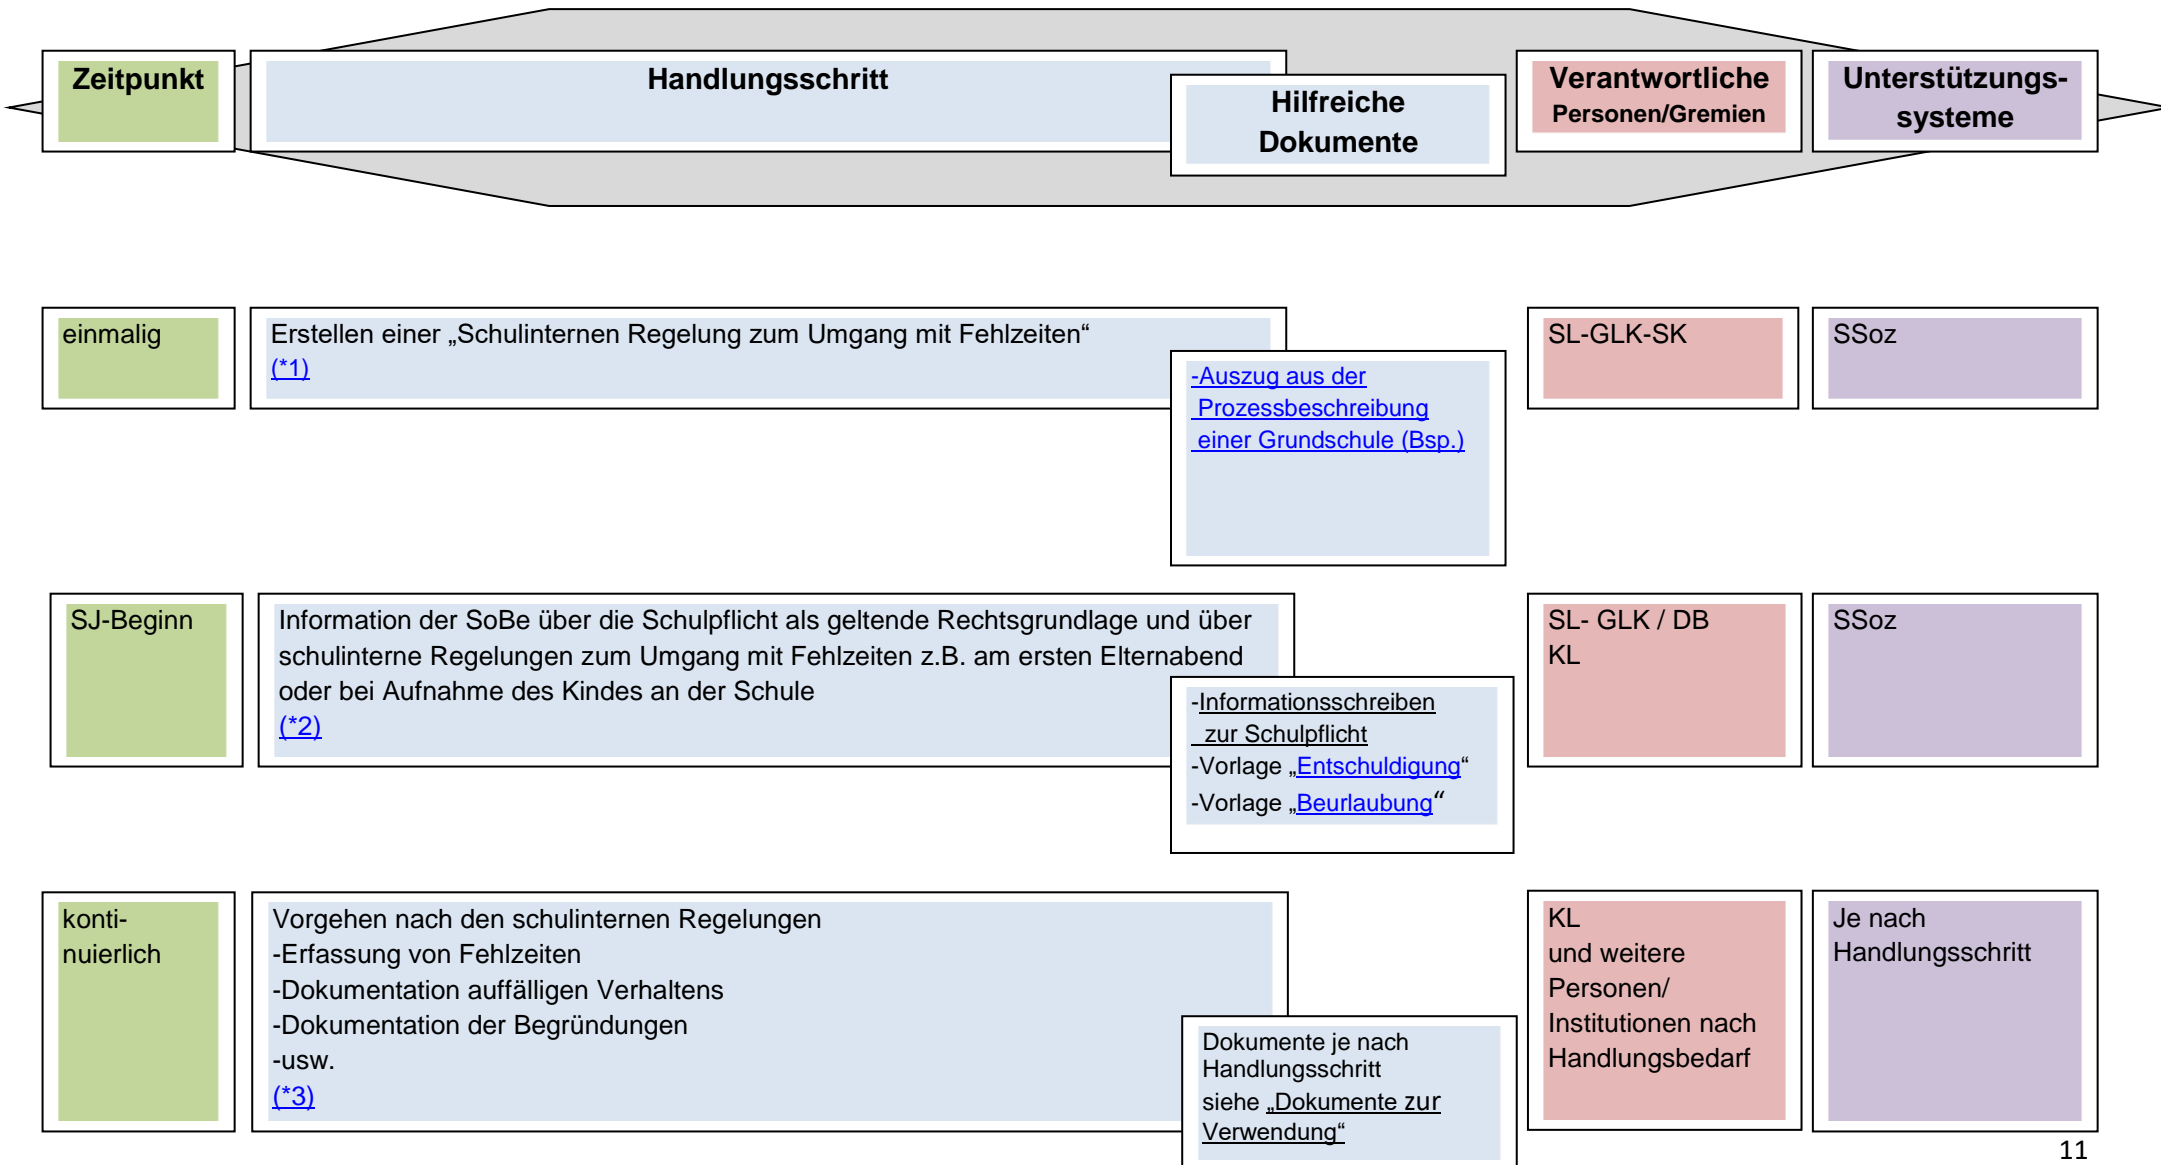 Zeitpunkt
Handlungsschritt
Hilfreiche
Dokumente
Verantwortliche
Personen/Gremien
Unterstützungs-
systeme
einmalig
Erstellen einer „Schulinternen Regelung zum Umgang mit Fehlzeiten“
(*1)
-Auszug aus der
Prozessbeschreibung
einer Grundschule (Bsp.)
SL-GLK-SK
SSoz
SJ-Beginn
Information der SoBe über die Schulpflicht als geltende Rechtsgrundlage und über
schulinterne Regelungen zum Umgang mit Fehlzeiten z.B. am ersten Elternabend
oder bei Aufnahme des Kindes an der Schule
(*2)
-Informationsschreiben
zur Schulpflicht
-Vorlage „Entschuldigung“
-Vorlage „Beurlaubung“
SL- GLK / DB
KL
SSoz
konti-
nuierlich
Vorgehen nach den schulinternen Regelungen
-Erfassung von Fehlzeiten
-Dokumentation auffälligen Verhaltens
-Dokumentation der Begründungen
-usw.
(*3)
Dokumente je nach
Handlungsschritt
siehe „Dokumente zur
Verwendung“
KL
und weitere
Personen/
Institutionen nach
Handlungsbedarf
Je nach
Handlungsschritt
11